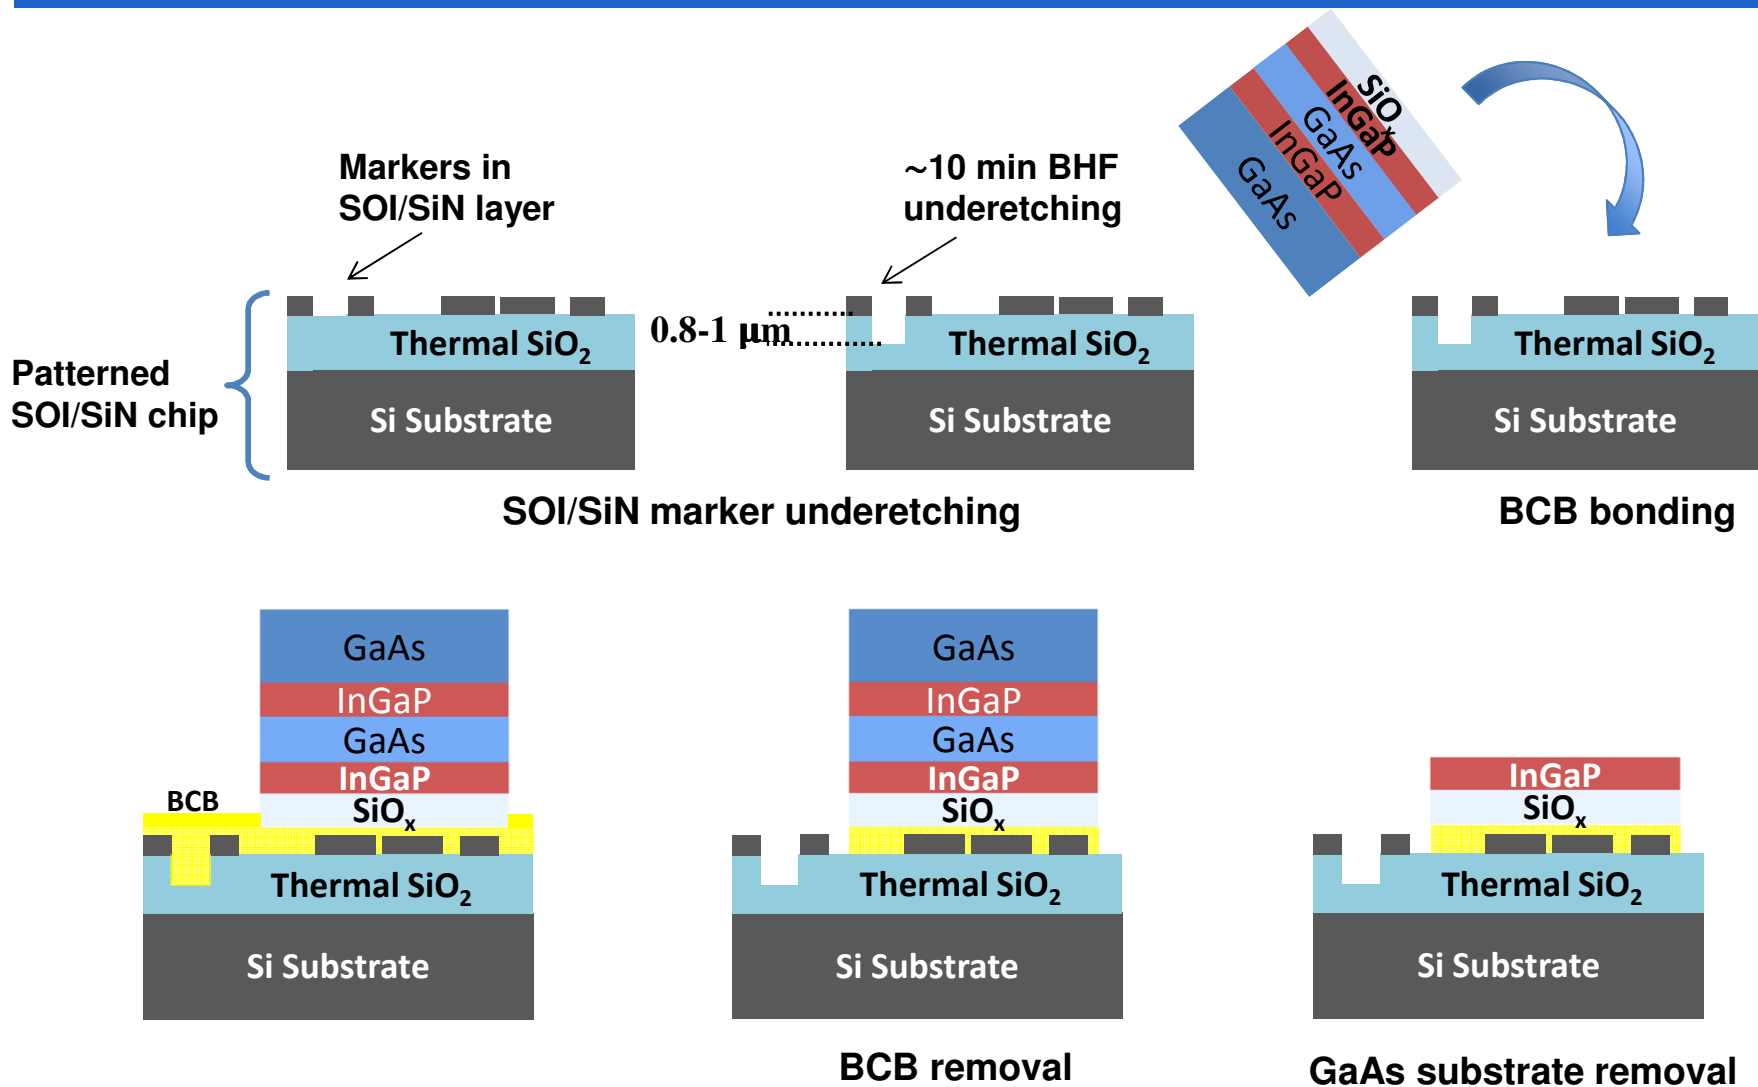 Markers in
SOI/SiN layer
~10 min BHF
underetching
SiOx
InGaP
GaAs
InGaP
GaAs
Patterned
SOI/SiN chip
Thermal SiO2
Si Substrate
0.8-1 μm
Thermal SiO2
Si Substrate
Thermal SiO2
Si Substrate
SOI/SiN marker underetching
BCB bonding
GaAs
InGaP
GaAs
InGaP
SiOx
BCB
Thermal SiO2
Si Substrate
GaAs
InGaP
GaAs
InGaP
SiOx
Thermal SiO2
Si Substrate
InGaP
SiOx
Thermal SiO2
Si Substrate
BCB removal
GaAs substrate removal